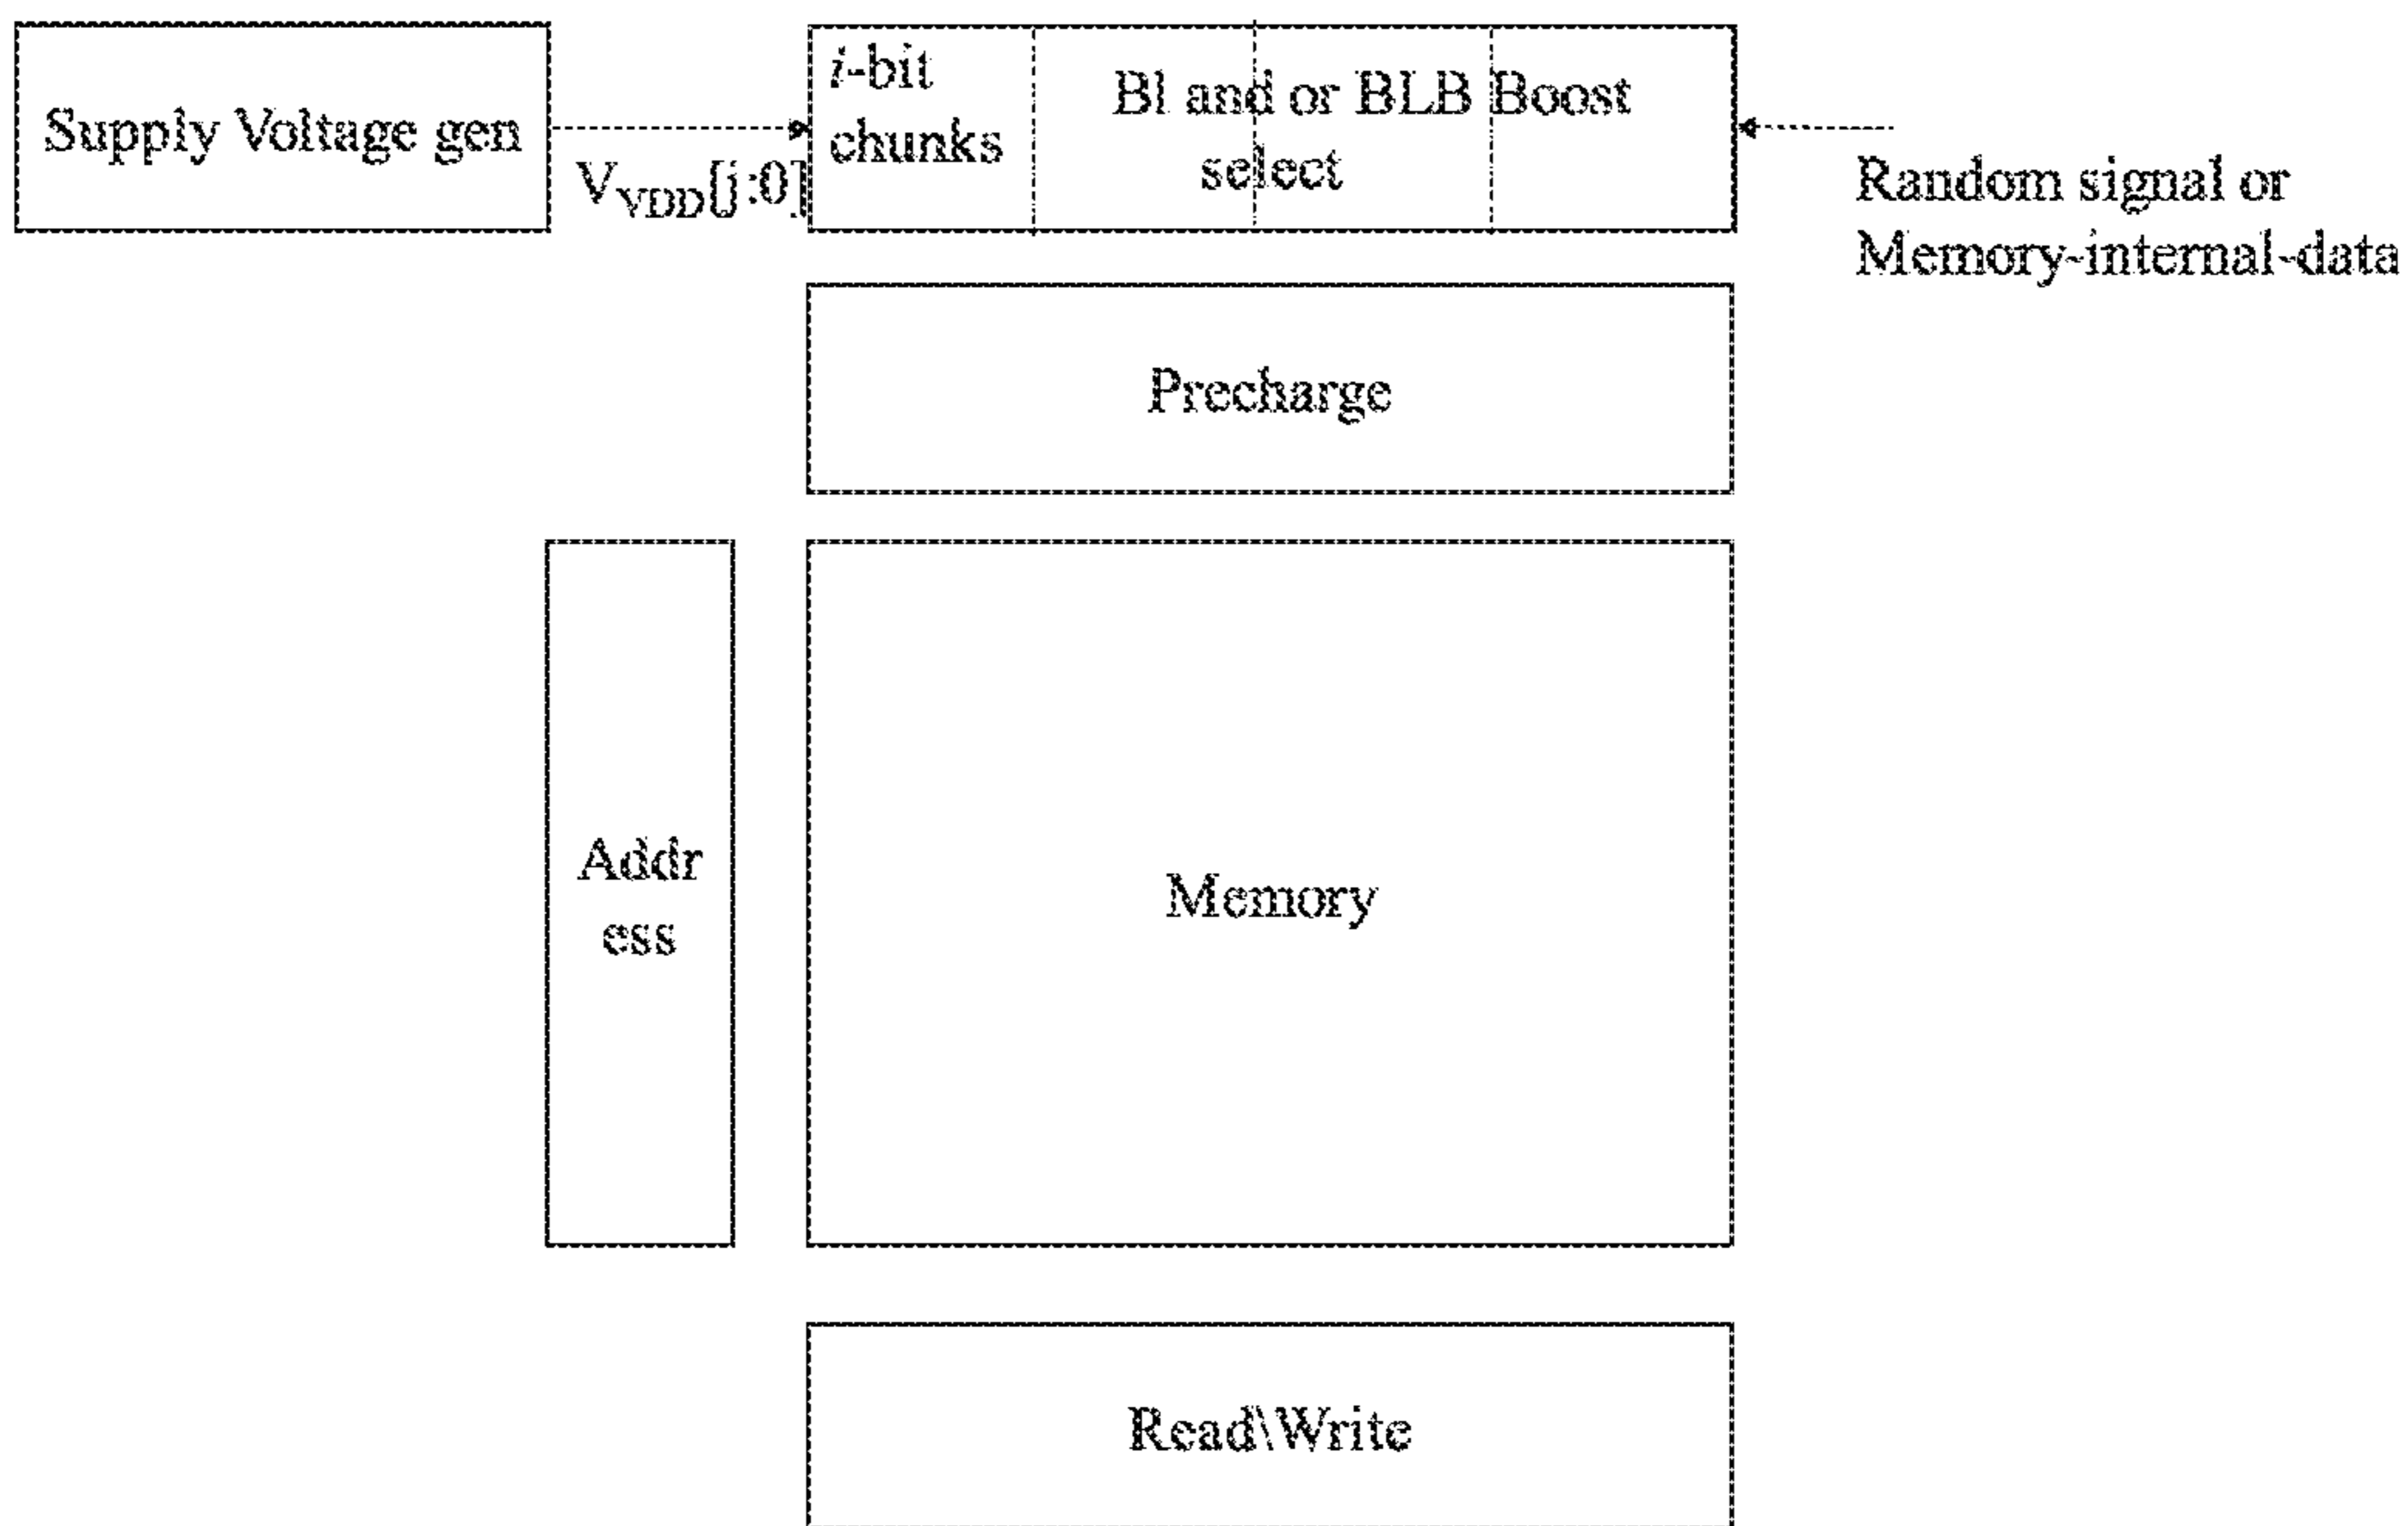 Supply Voltage gen
V_VDD[j:0]
i-bit
chunks
Bl and or BLB Boost
select
Random signal or
Memory-internal-data
Precharge
Addr
ess
Memory
Read\Write